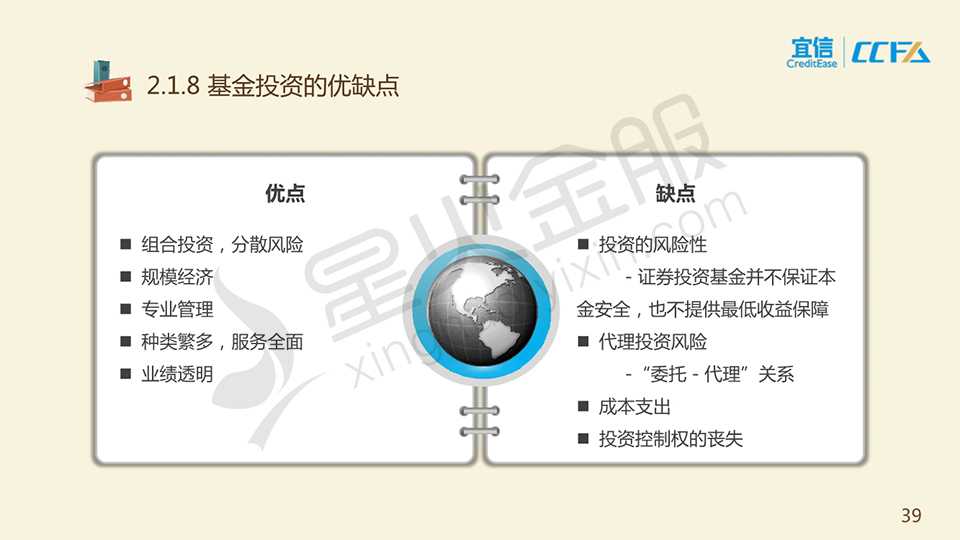 宜信
CreditEase
CCFA
2.1.8 基金投资的优缺点
优点
■ 组合投资，分散风险
■ 规模经济
■ 专业管理
■ 种类繁多，服务全面
■ 业绩透明
缺点
■ 投资的风险性
- 证券投资基金并不保证本
金安全，也不提供最低收益保障
■ 代理投资风险
- “委托 - 代理”关系
■ 成本支出
■ 投资控制权的丧失
星火金服
39